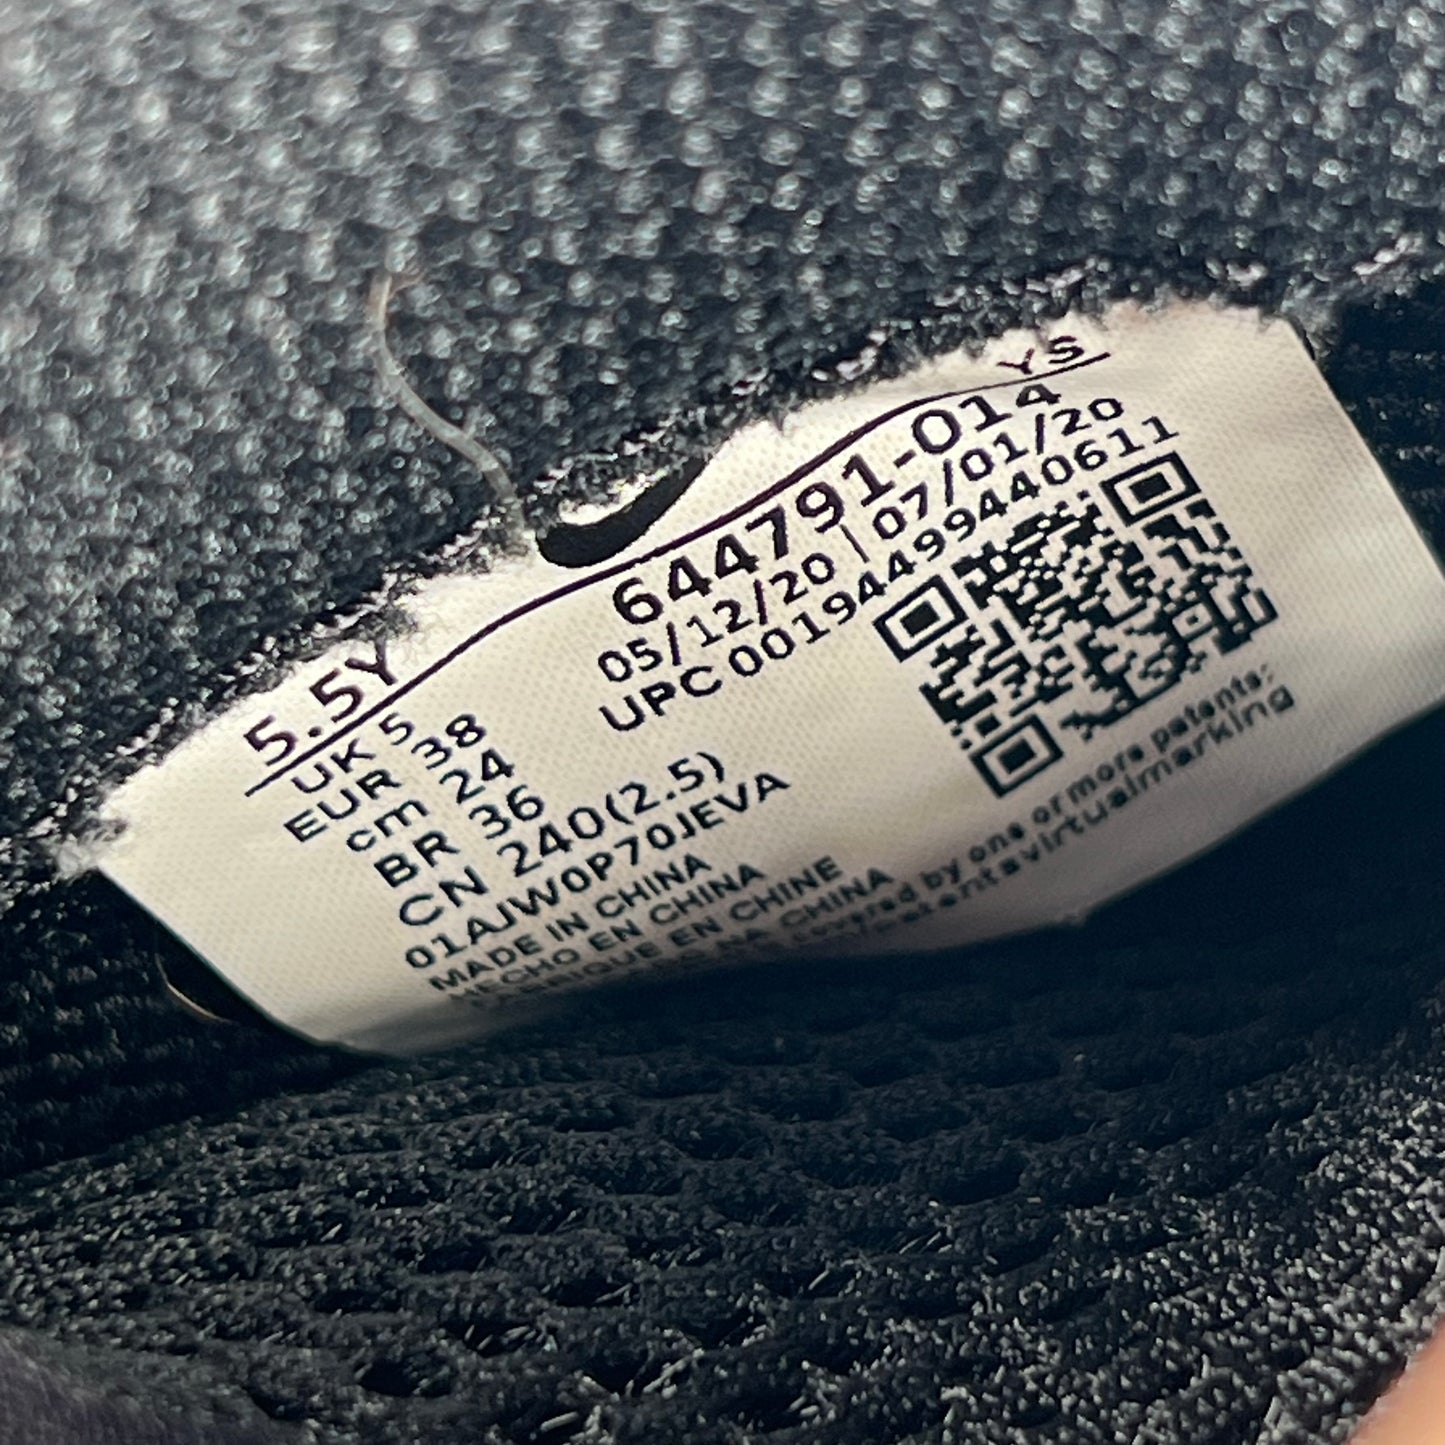 5.5Y
YS
UK 5
EUR 38
cm 24
BR 36
CN 240(2.5)
644791-014
05/12/20 | 07/01/20
UPC 00194499440611
01AJW0P70JEVA
MADE IN CHINA
HECHO EN CHINA
FABRIQUE EN CHINE
NA CHINA
covered by one or more patents: